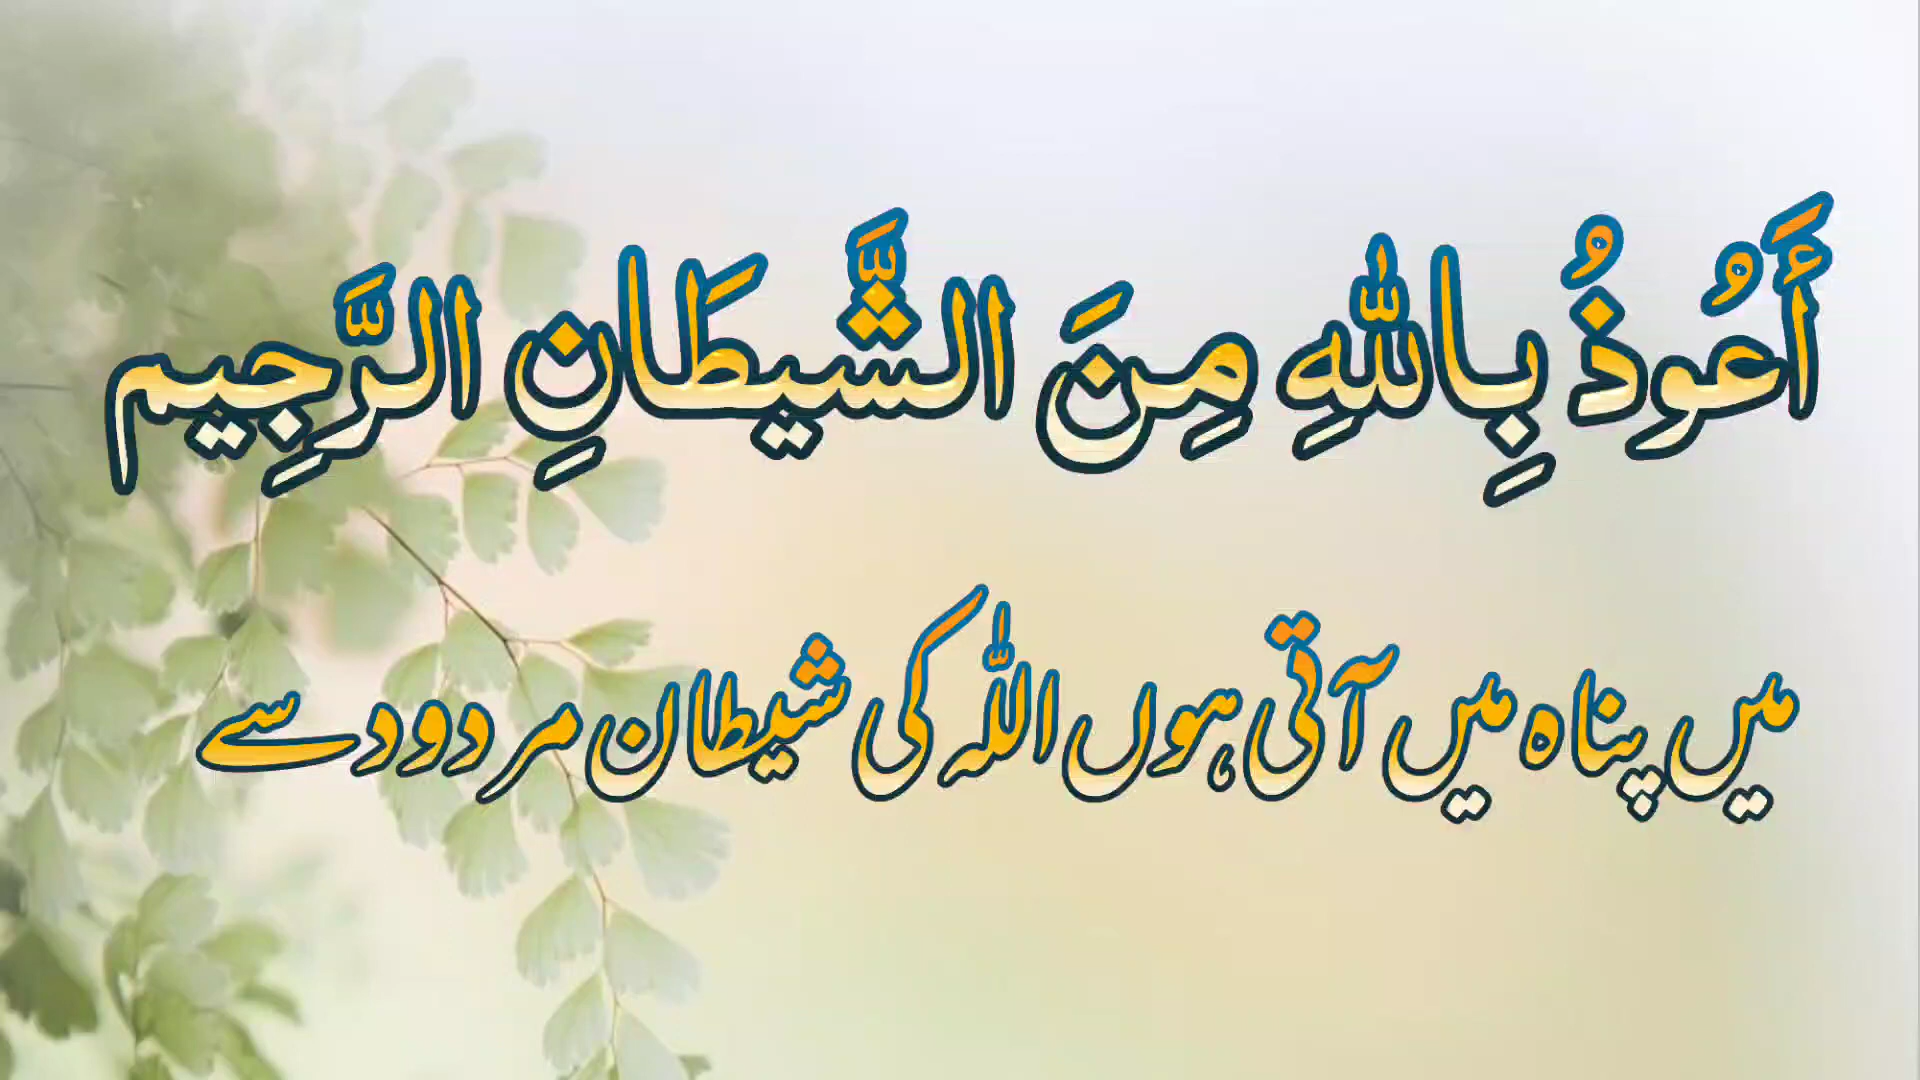 أَعُوذُ بِاللهِ مِنَ الشَّيطَانِ الرَّجِيم
میں پناہ میں آتی ہوں اللہ کی شیطان مردود سے